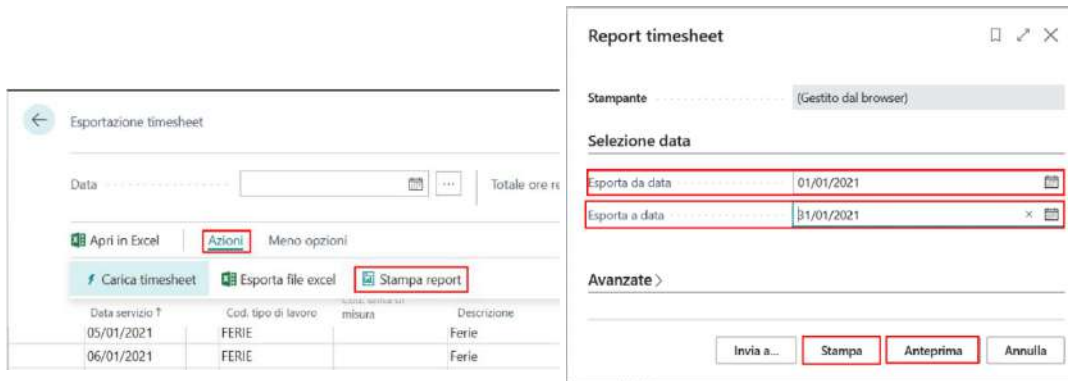 Esportazione timesheet
Data
Totale ore re
Apri in Excel Azioni Meno opzioni
Carica timesheet Esporta file excel Stampa report
Data servizio ↑ Cod. tipo di lavoro misura Descrizione
05/01/2021 FERIE Ferie
06/01/2021 FERIE Ferie
Report timesheet
Stampante (Gestito dal browser)
Selezione data
Esporta da data 01/01/2021
Esporta a data 31/01/2021
Avanzate >
Invia a... Stampa Anteprima Annulla